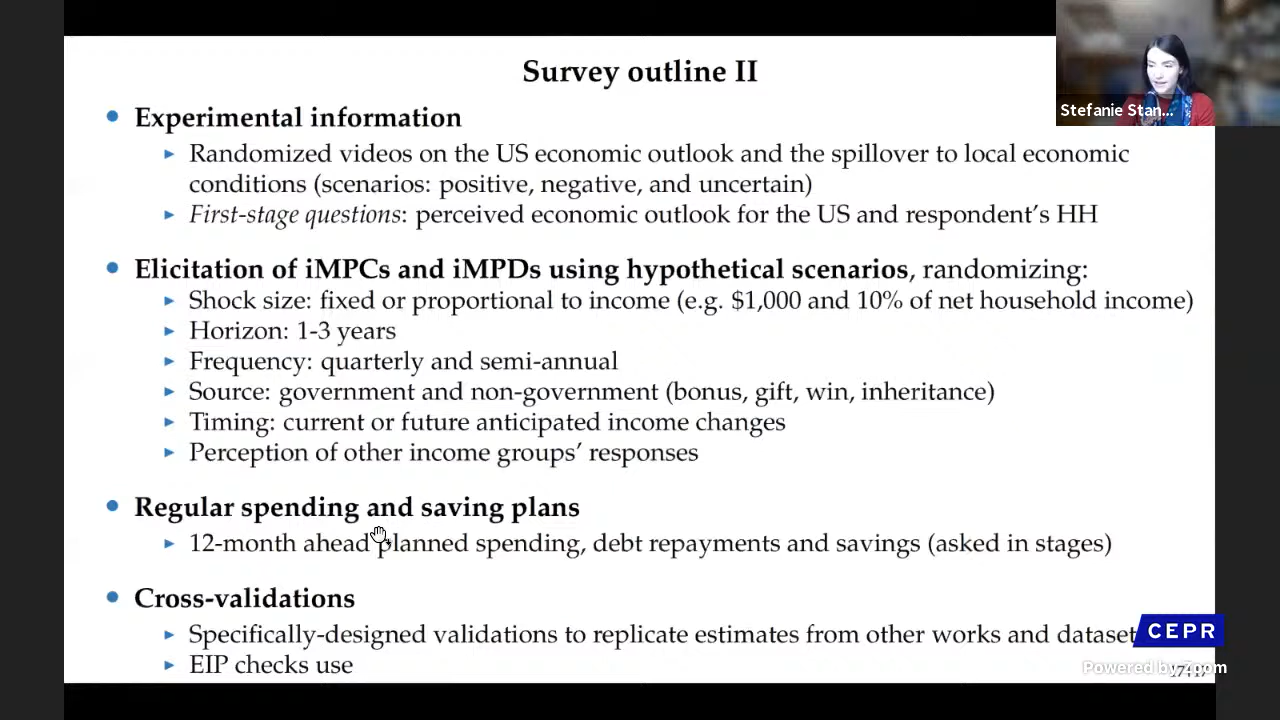 Survey outline II
Stefanie Stan...
• Experimental information
▸ Randomized videos on the US economic outlook and the spillover to local economic
conditions (scenarios: positive, negative, and uncertain)
▸ First-stage questions: perceived economic outlook for the US and respondent's HH
• Elicitation of iMPCs and iMPDs using hypothetical scenarios, randomizing:
▸ Shock size: fixed or proportional to income (e.g. $1,000 and 10% of net household income)
▸ Horizon: 1-3 years
▸ Frequency: quarterly and semi-annual
▸ Source: government and non-government (bonus, gift, win, inheritance)
▸ Timing: current or future anticipated income changes
▸ Perception of other income groups' responses
• Regular spending and saving plans
▸ 12-month ahead planned spending, debt repayments and savings (asked in stages)
• Cross-validations
▸ Specifically-designed validations to replicate estimates from other works and dataset
CEPR
▸ EIP checks use
Powered by Zoom